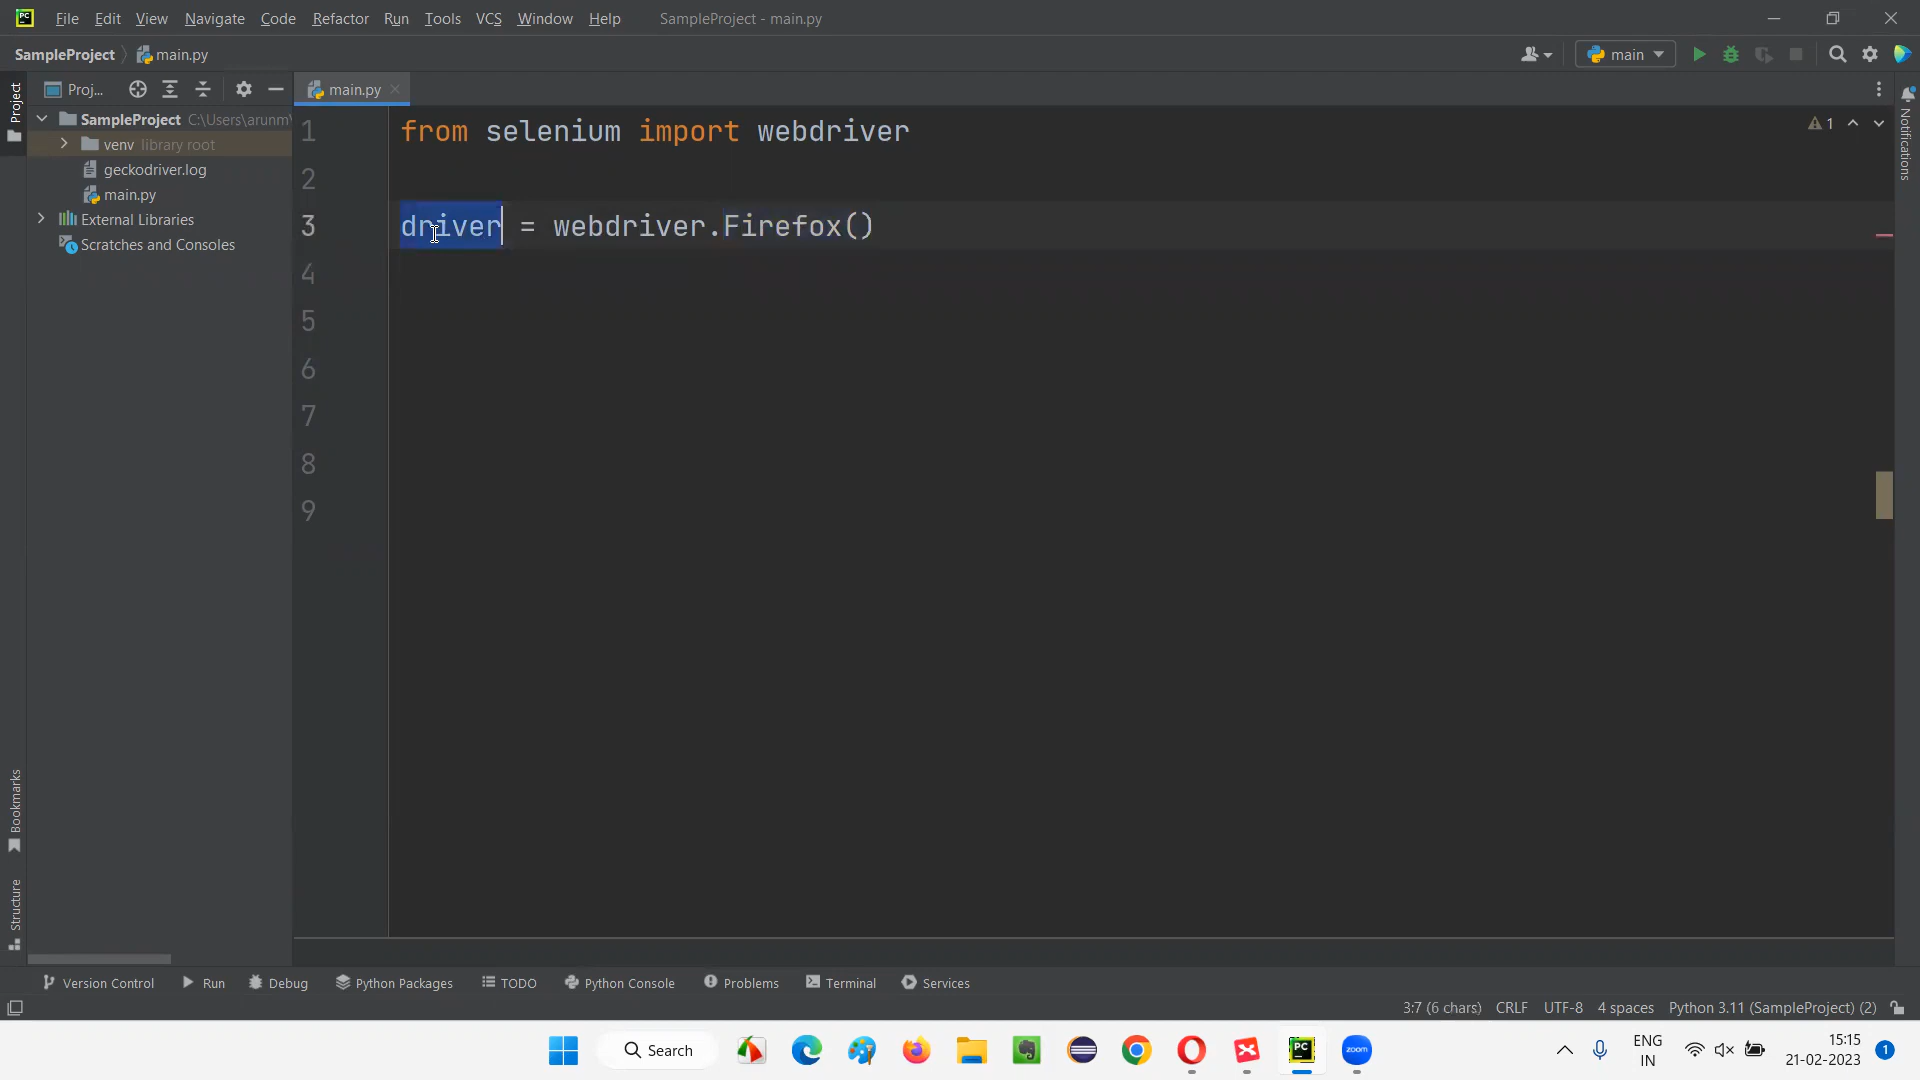 PC File Edit View Navigate Code Refactor Run Tools VCS Window Help SampleProject - main.py
SampleProject main.py main
Project
Proj...
main.py
SampleProject C:\Users\arunm\
venv library root
geckodriver.log
main.py
External Libraries
Scratches and Consoles
1 from selenium import webdriver
2
3 driver = webdriver.Firefox()
4
5
6
7
8
9
1
Notifications
Bookmarks
Structure
Version Control Run Debug Python Packages TODO Python Console Problems Terminal Services
3:7 (6 chars) CRLF UTF-8 4 spaces Python 3.11 (SampleProject) (2)
Search PC zoom ENG IN 15:15 21-02-2023 1